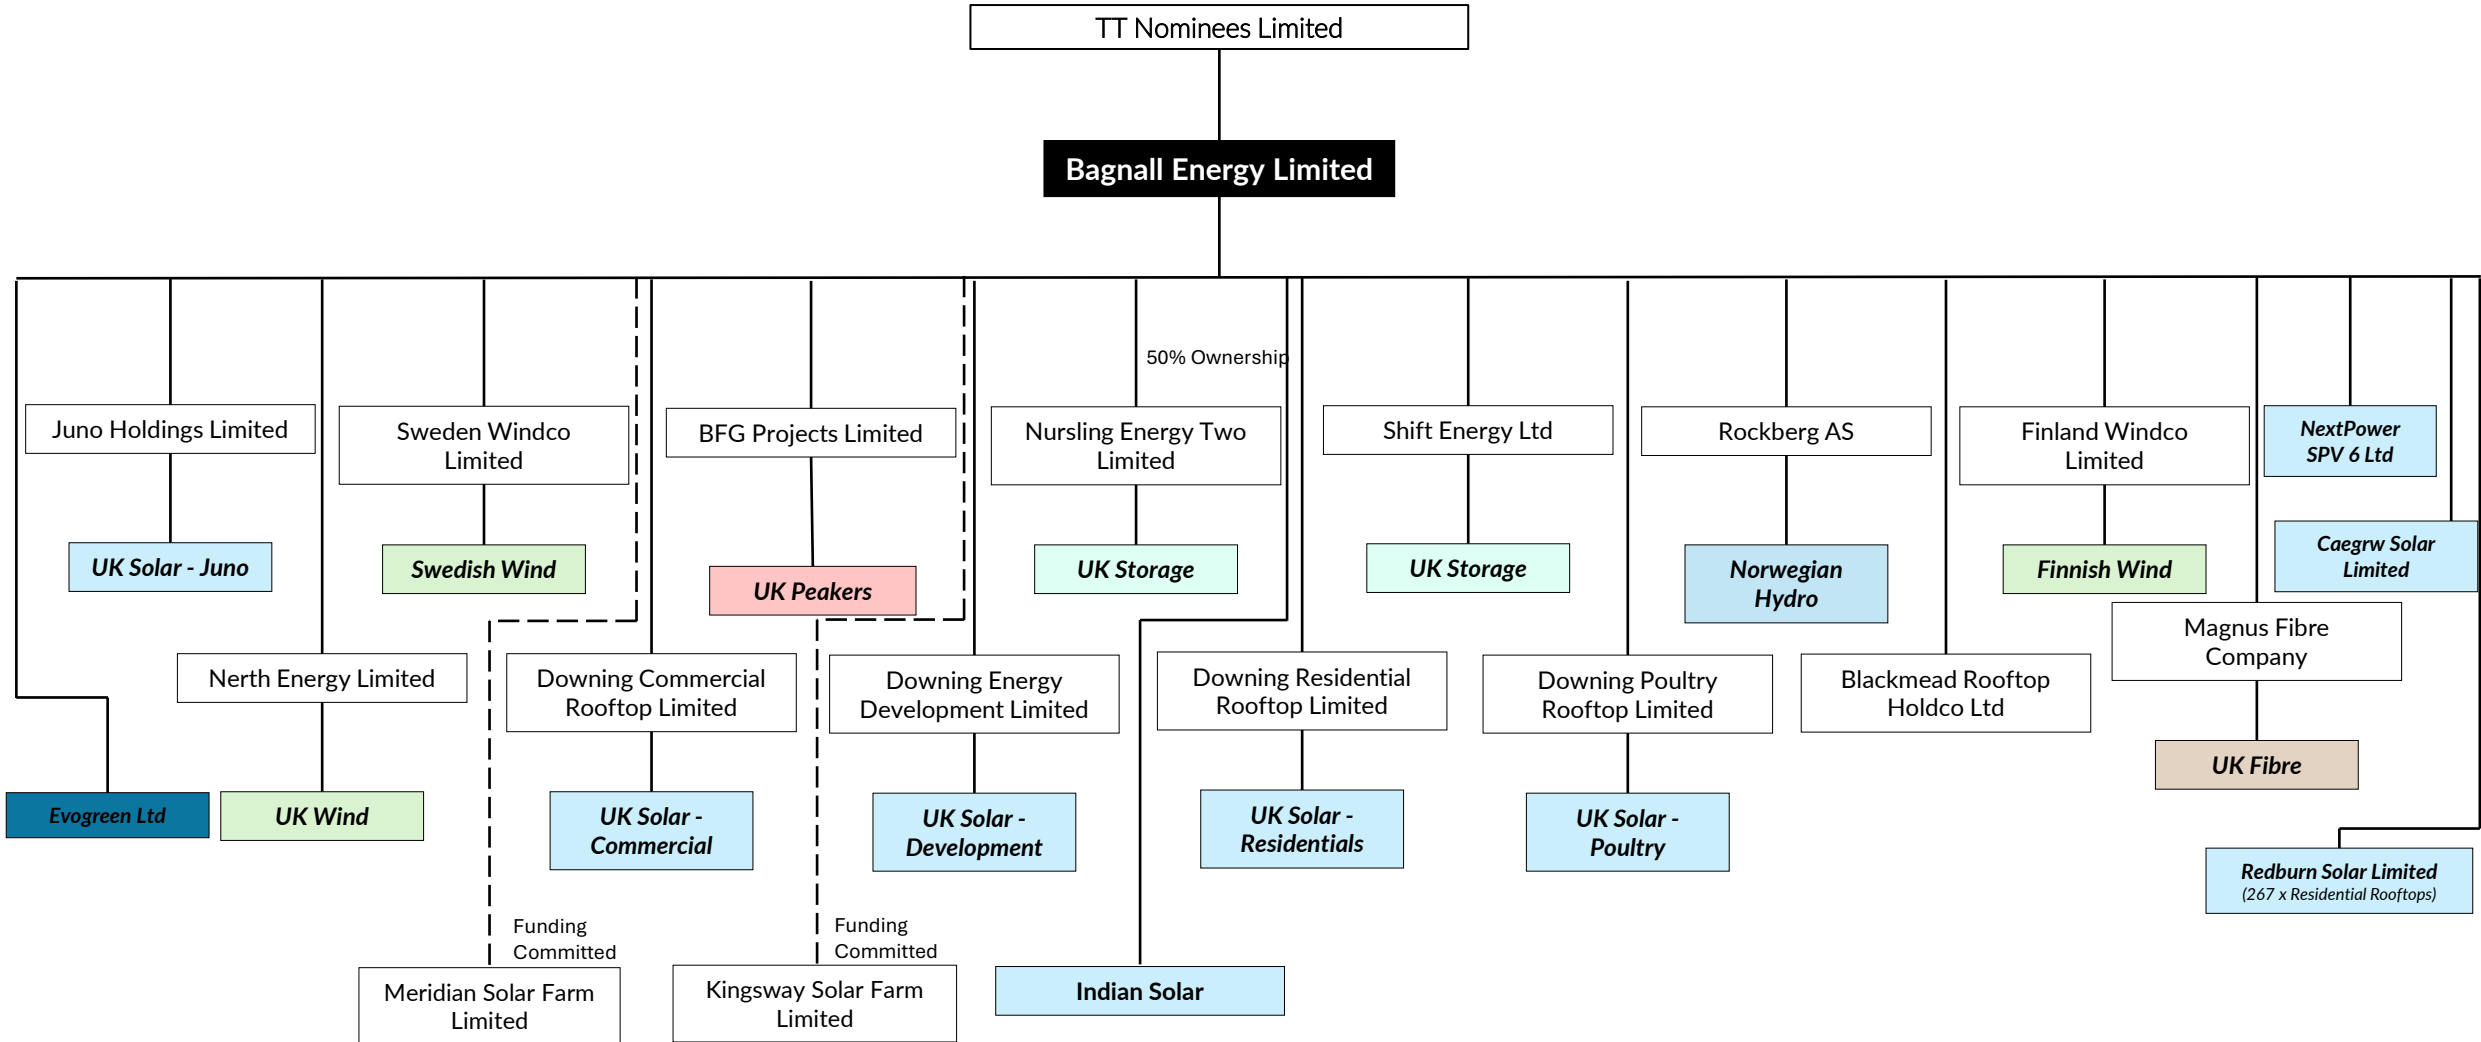 TT Nominees Limited
Bagnall Energy Limited
50% Ownership
Juno Holdings Limited
Sweden Windco
Limited
BFG Projects Limited
Nursling Energy Two
Limited
Shift Energy Ltd
Rockberg AS
Finland Windco
Limited
NextPower
SPV 6 Ltd
UK Solar - Juno
Swedish Wind
UK Peakers
UK Storage
UK Storage
Norwegian
Hydro
Finnish Wind
Caegrw Solar
Limited
Nerth Energy Limited
Downing Commercial
Rooftop Limited
Downing Energy
Development Limited
Downing Residential
Rooftop Limited
Downing Poultry
Rooftop Limited
Blackmead Rooftop
Holdco Ltd
Magnus Fibre
Company
Evogreen Ltd
UK Wind
UK Solar -
Commercial
UK Solar -
Development
UK Solar -
Residentials
UK Solar -
Poultry
UK Fibre
Redburn Solar Limited
(267 x Residential Rooftops)
Funding
Committed
Funding
Committed
Meridian Solar Farm
Limited
Kingsway Solar Farm
Limited
Indian Solar